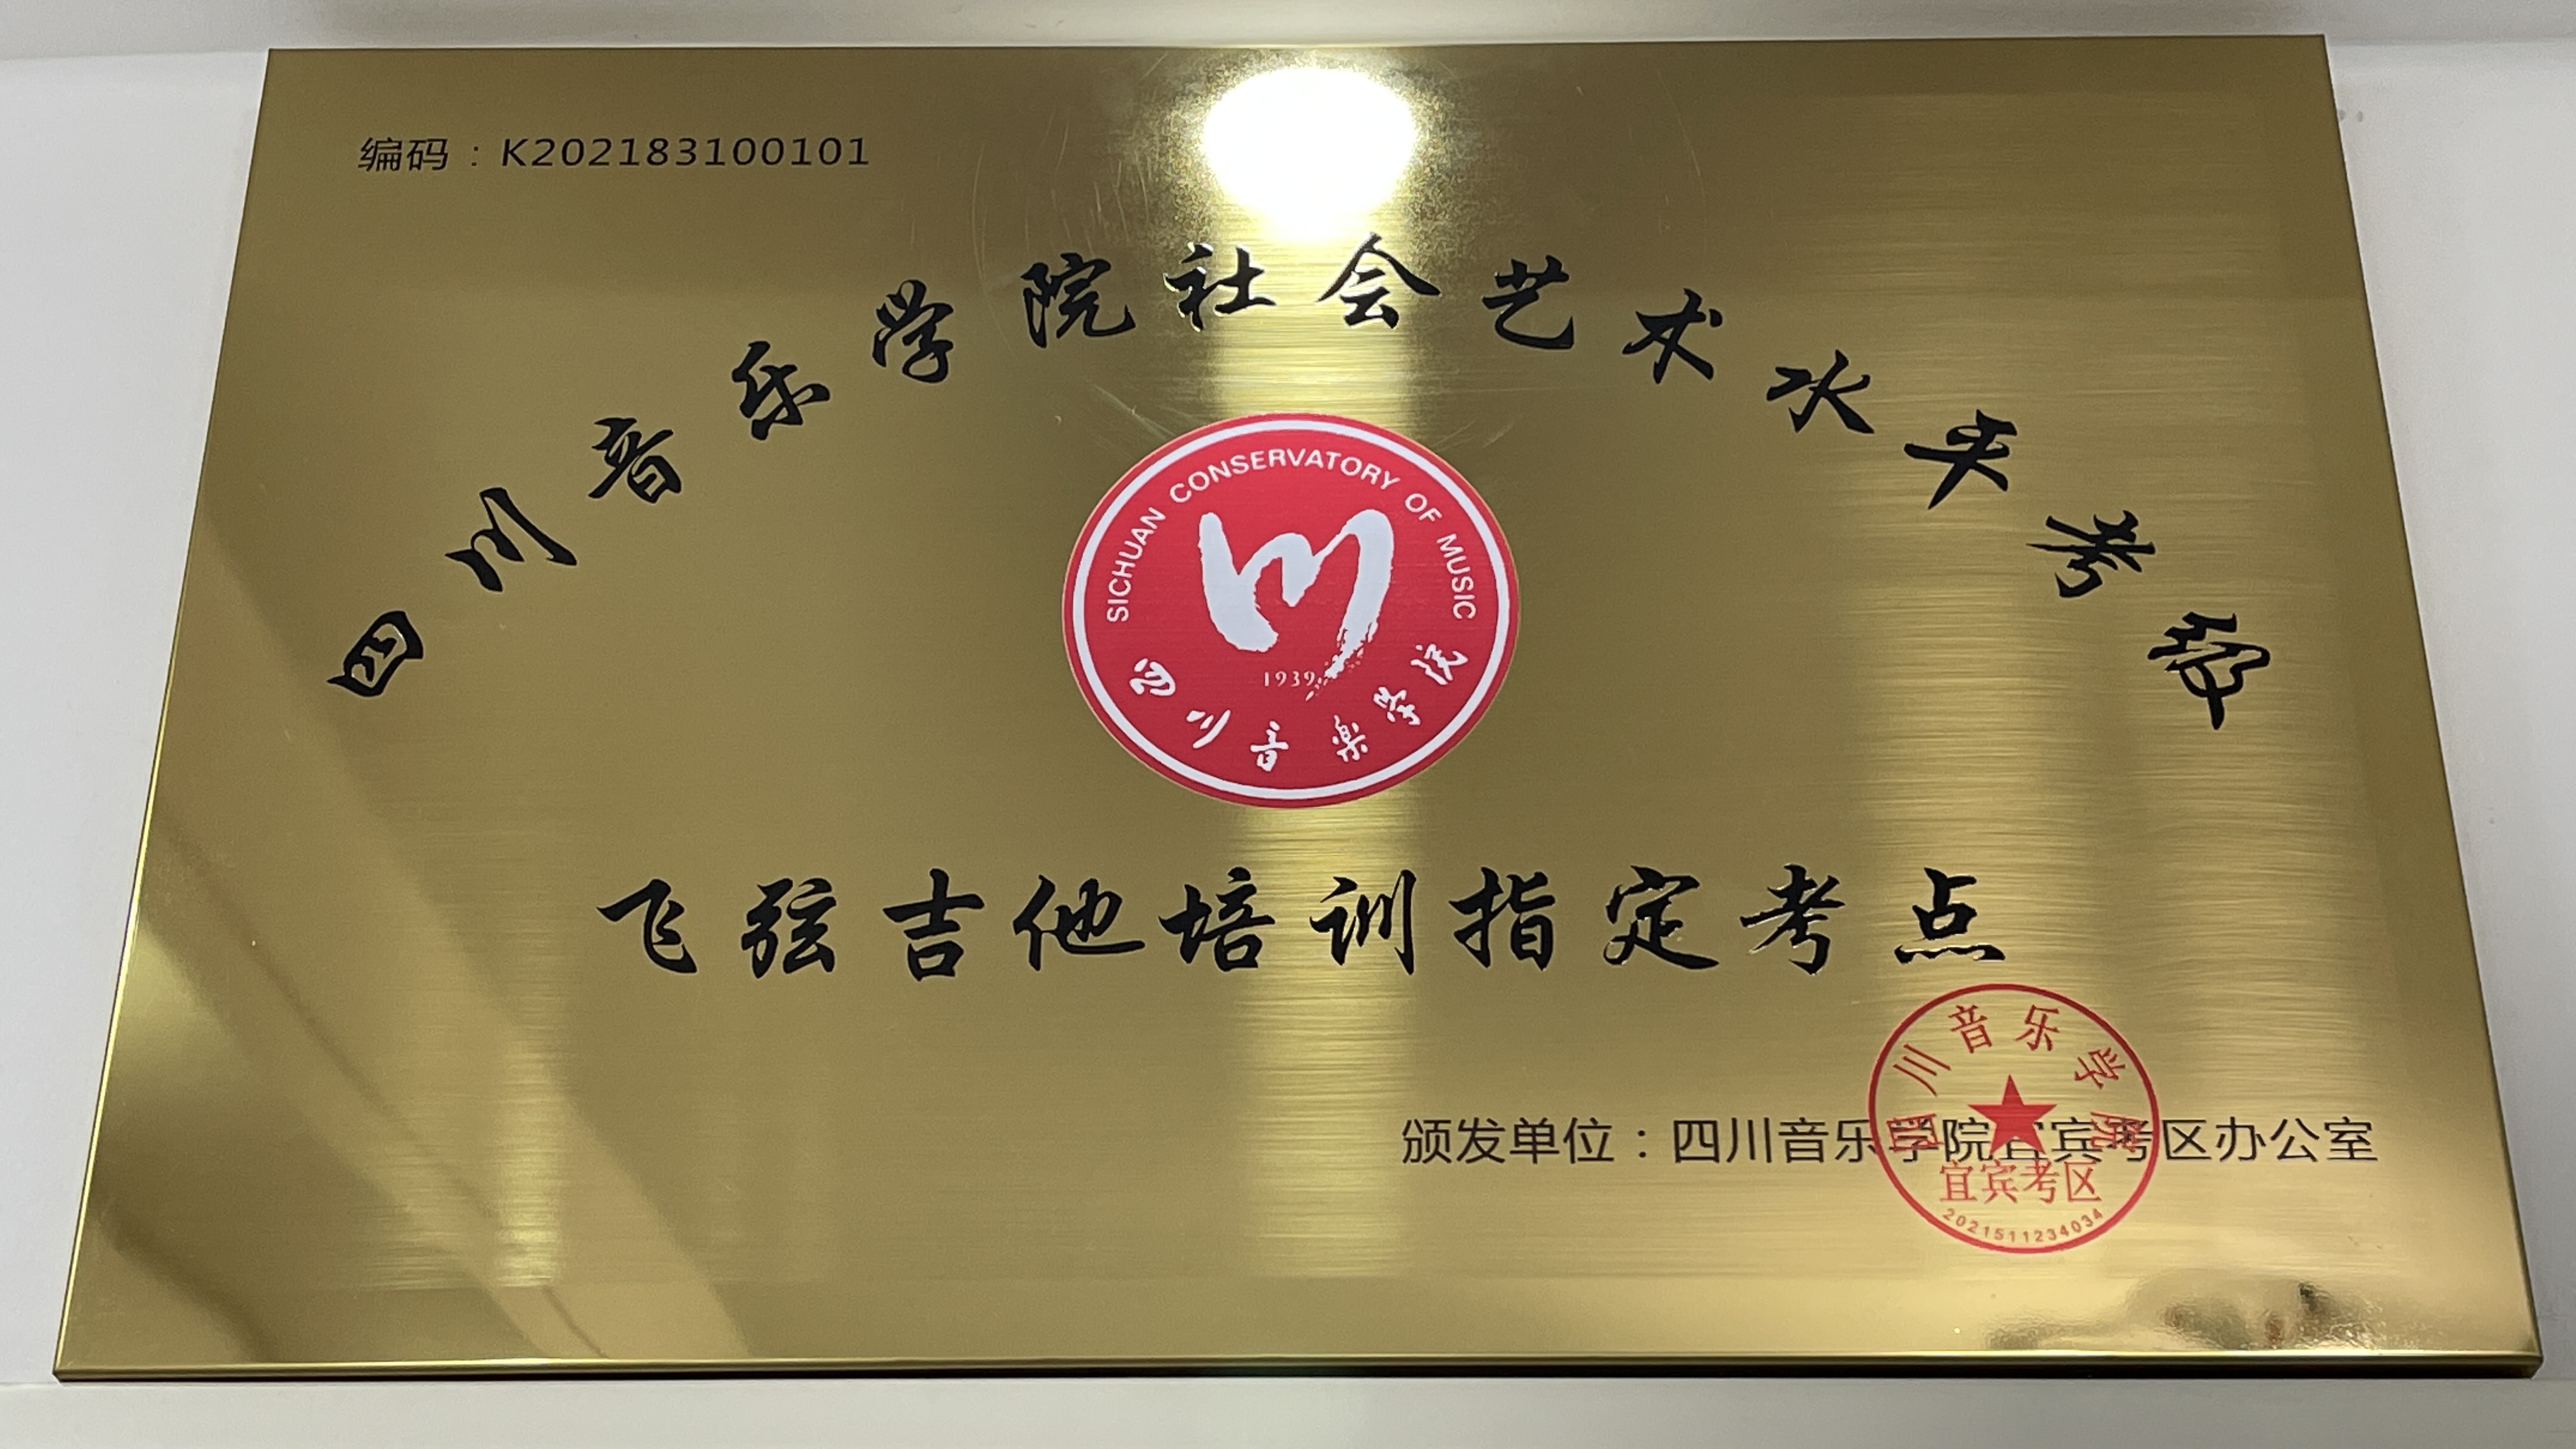 编码：K202183100101
四川音乐学院社会艺术水平考级
SICHUAN CONSERVATORY OF MUSIC
1939
四川音樂学院
飞弦吉他培训指定考点
颁发单位：四川音乐学院宜宾考区办公室
四川音乐学院
宜宾考区
2021511234034